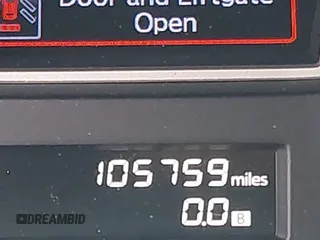 Door and Liftgate
Open
105759 miles
0.0 B
DREAMBID